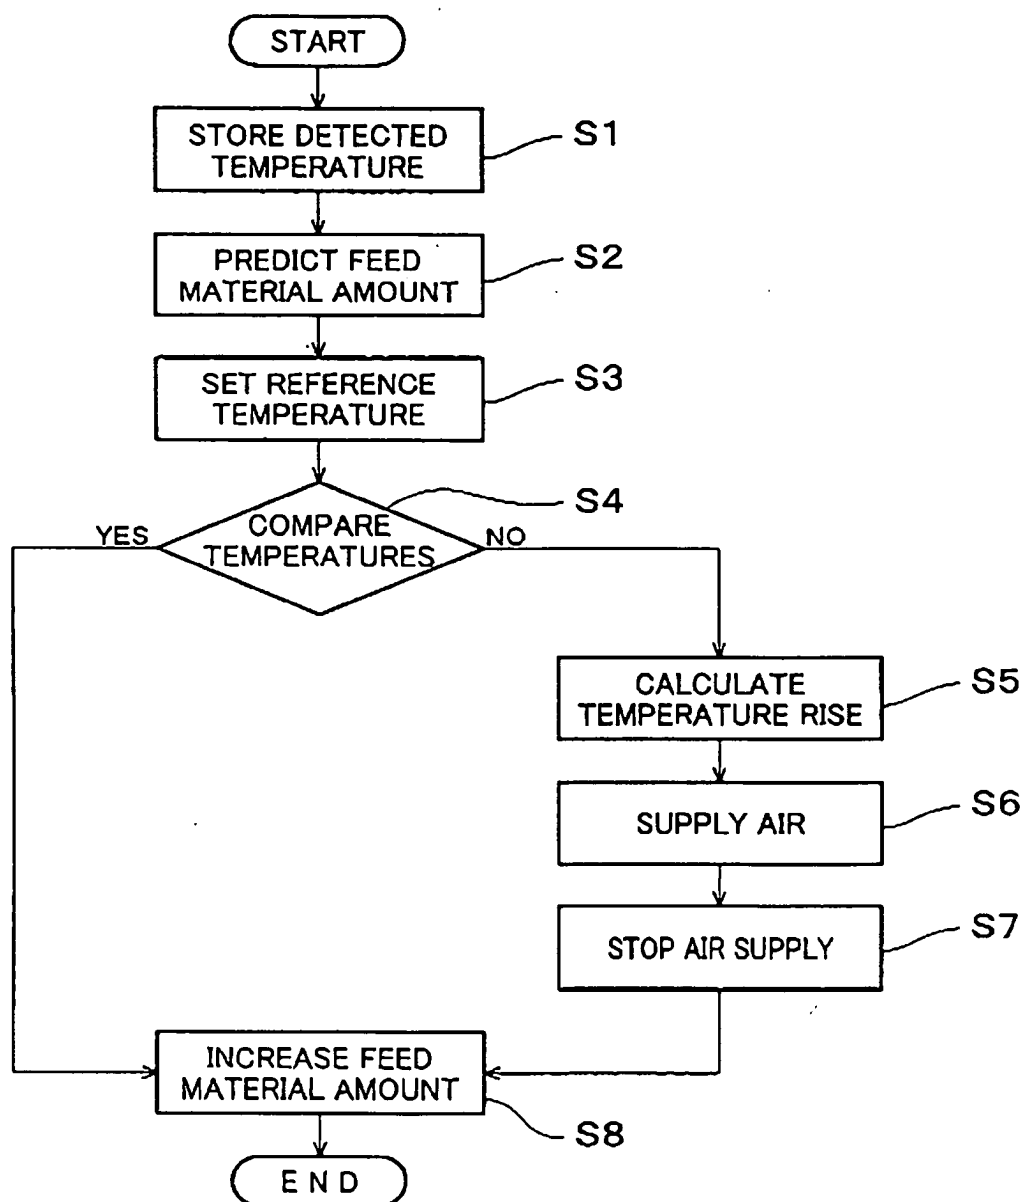 START
STORE DETECTED
TEMPERATURE
S1
PREDICT FEED
MATERIAL AMOUNT
S2
SET REFERENCE
TEMPERATURE
S3
COMPARE
TEMPERATURES
S4
YES
NO
CALCULATE
TEMPERATURE RISE
S5
SUPPLY AIR
S6
STOP AIR SUPPLY
S7
INCREASE FEED
MATERIAL AMOUNT
S8
END